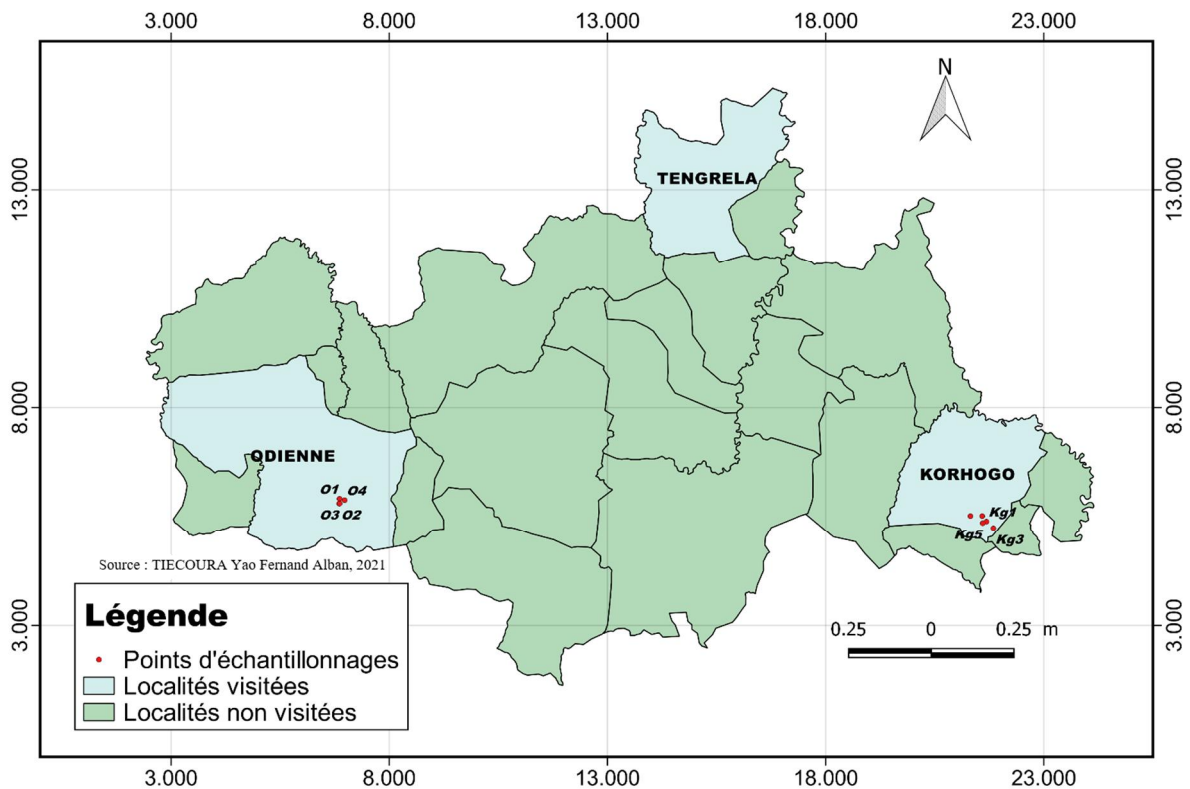 3.000 8.000 13.000 18.000 23.000
N
13.000 13.000
TENGRELA
8.000 8.000
ODIENNE
KORHOGO
O1 O4
O3 O2
Kg1
Kg5 Kg3
Source : TIECOURA Yao Fernand Alban, 2021
Légende
Points d'échantillonnages
Localités visitées
Localités non visitées
3.000 3.000
0.25 0 0.25 m
3.000 8.000 13.000 18.000 23.000